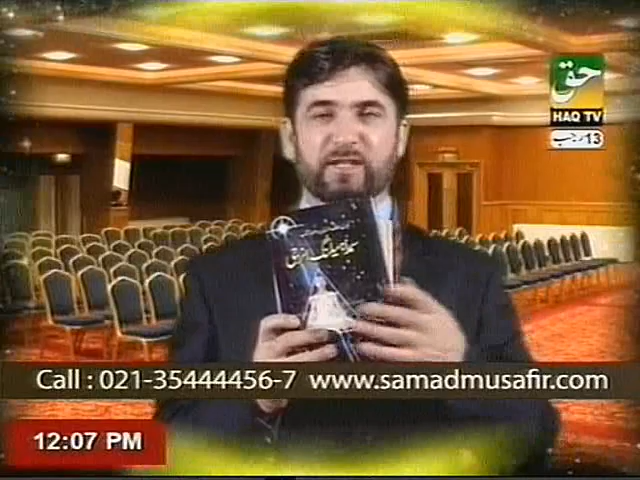 حق
HAQ TV
13 رجب
Call : 021-35444456-7 www.samadmusafir.com
12:07 PM